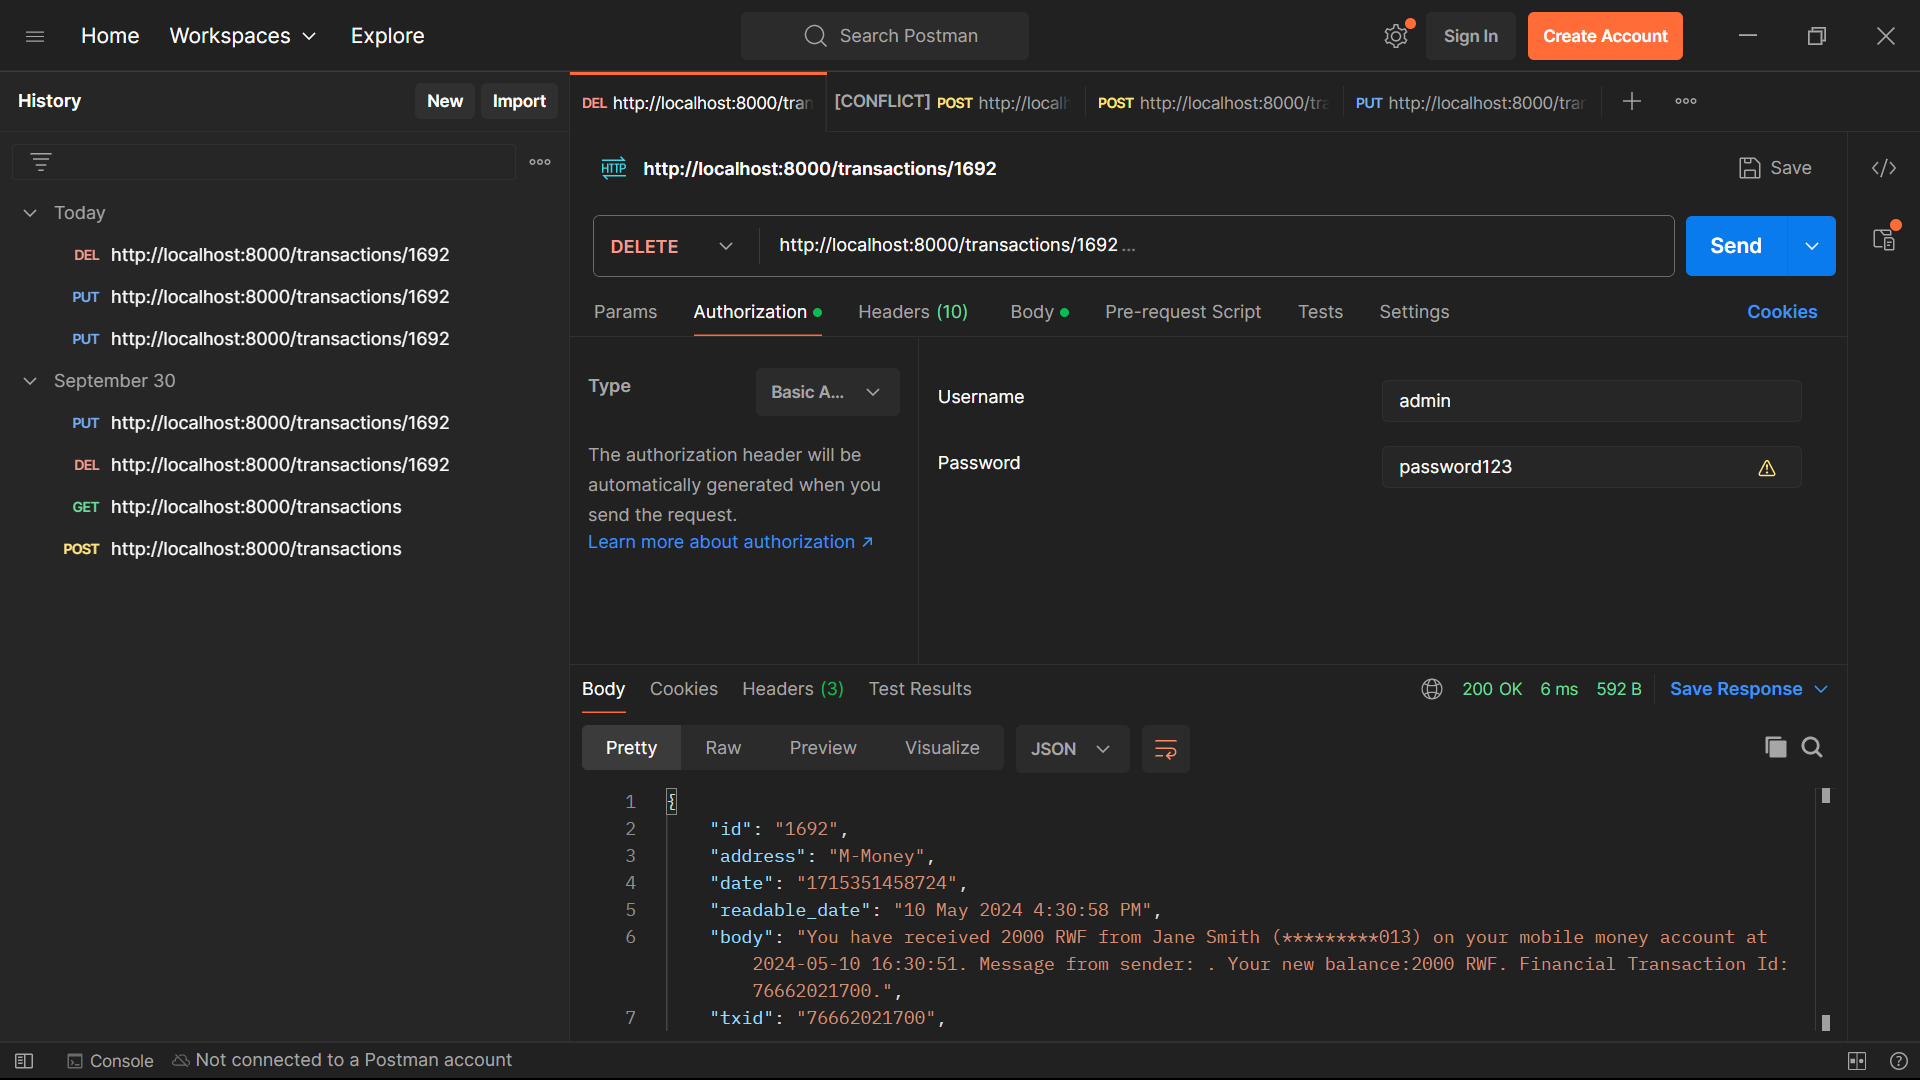 Home Workspaces Explore Search Postman Sign In Create Account
History New Import
DEL http://localhost:8000/tran [CONFLICT] POST http://localh POST http://localhost:8000/tra PUT http://localhost:8000/tran
HTTP http://localhost:8000/transactions/1692 Save
Today
DEL http://localhost:8000/transactions/1692
PUT http://localhost:8000/transactions/1692
PUT http://localhost:8000/transactions/1692
September 30
PUT http://localhost:8000/transactions/1692
DEL http://localhost:8000/transactions/1692
GET http://localhost:8000/transactions
POST http://localhost:8000/transactions
DELETE http://localhost:8000/transactions/1692 ... Send
Params Authorization Headers (10) Body Pre-request Script Tests Settings Cookies
Type Basic A...
The authorization header will be
automatically generated when you
send the request.
Learn more about authorization ↗
Username admin
Password password123
Body Cookies Headers (3) Test Results 200 OK 6 ms 592 B Save Response
Pretty Raw Preview Visualize JSON
1 {
2 "id": "1692",
3 "address": "M-Money",
4 "date": "1715351458724",
5 "readable_date": "10 May 2024 4:30:58 PM",
6 "body": "You have received 2000 RWF from Jane Smith (*********013) on your mobile money account at
2024-05-10 16:30:51. Message from sender: . Your new balance:2000 RWF. Financial Transaction Id:
76662021700.",
7 "txid": "76662021700",
Console Not connected to a Postman account